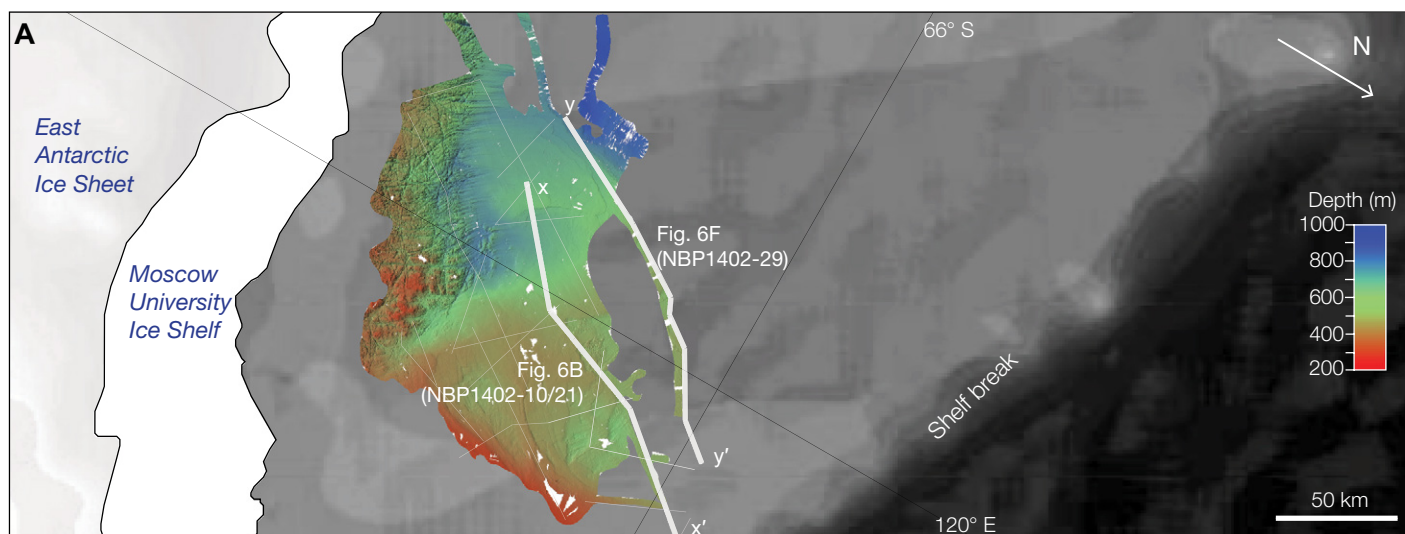 A
66° S
N
East
Antarctic
Ice Sheet
y
x
Depth (m)
1000
800
600
400
200
Fig. 6F
(NBP1402-29)
Moscow
University
Ice Shelf
Fig. 6B
(NBP1402-10/21)
Shelf break
y′
x′
120° E
50 km